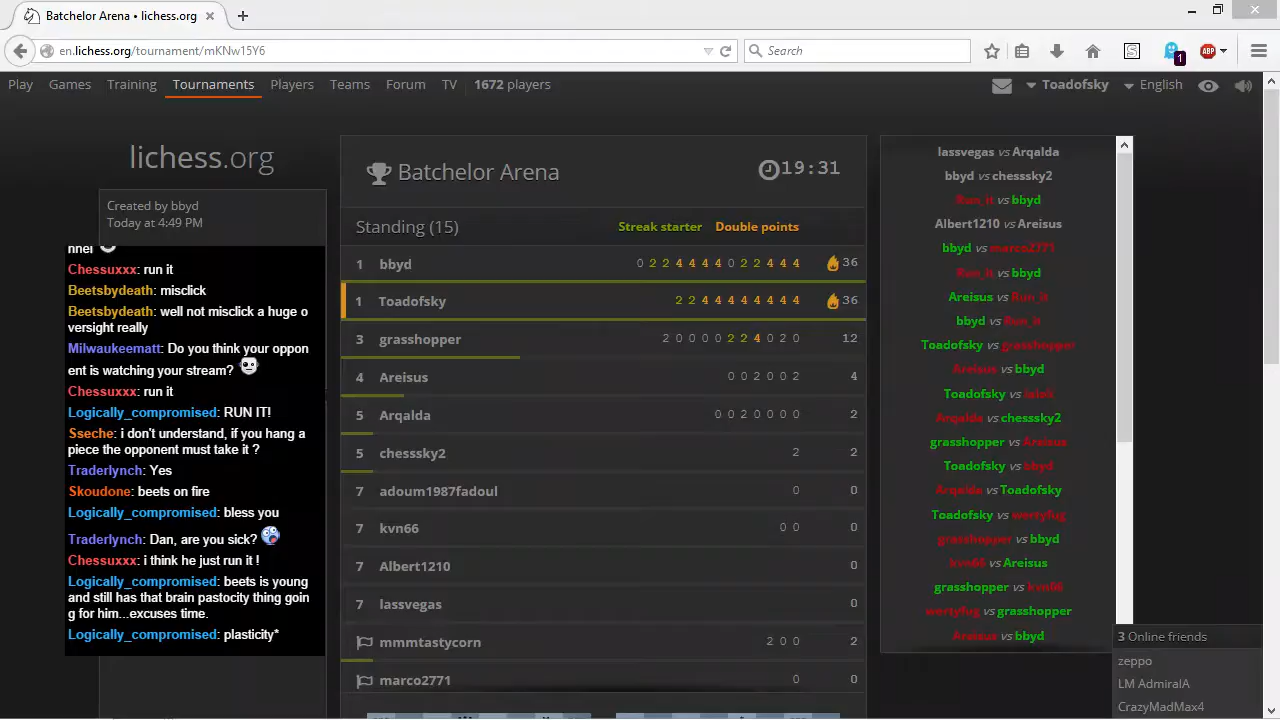 Batchelor Arena • lichess.org
en.lichess.org/tournament/mKNw15Y6
Search
1
ABP
Play Games Training Tournaments Players Teams Forum TV 1672 players
Toadofsky English
lichess.org
Created by bbyd
Today at 4:49 PM
Chessuxxx: run it
Beetsbydeath: misclick
Beetsbydeath: well not misclick a huge o
versight really
Milwaukeematt: Do you think your oppon
ent is watching your stream?
Chessuxxx: run it
Logically_compromised: RUN IT!
Sseche: i don't understand, if you hang a
piece the opponent must take it ?
Traderlynch: Yes
Skoudone: beets on fire
Logically_compromised: bless you
Traderlynch: Dan, are you sick?
Chessuxxx: i think he just run it !
Logically_compromised: beets is young
and still has that brain pastocity thing goin
g for him...excuses time.
Logically_compromised: plasticity*
Batchelor Arena 19:31
Standing (15) Streak starter Double points
1 bbyd 0 2 2 4 4 4 4 0 2 2 4 4 4 36
1 Toadofsky 2 2 4 4 4 4 4 4 4 4 36
3 grasshopper 2 0 0 0 0 2 2 4 0 2 0 12
4 Areisus 0 0 2 0 0 2 4
5 Arqalda 0 0 2 0 0 0 0 2
5 chesssky2 2 2
7 adoum1987fadoul 0 0
7 kvn66 0 0 0
7 Albert1210 0
7 lassvegas 0
mmmtastycorn 2 0 0 2
marco2771 0 0
lassvegas vs Arqalda
bbyd vs chesssky2
Run_it vs bbyd
Albert1210 vs Areisus
bbyd vs marco2771
Run_it vs bbyd
Areisus vs Run_it
bbyd vs Run_it
Toadofsky vs grasshopper
Areisus vs bbyd
Toadofsky vs
Arqalda vs chesssky2
grasshopper vs Areisus
Toadofsky vs bbyd
Arqalda vs Toadofsky
Toadofsky vs wertyfug
grasshopper vs bbyd
kvn66 vs Areisus
grasshopper vs kvn66
wertyfug vs grasshopper
Areisus vs bbyd
3 Online friends
zeppo
LM AdmiralA
CrazyMadMax4